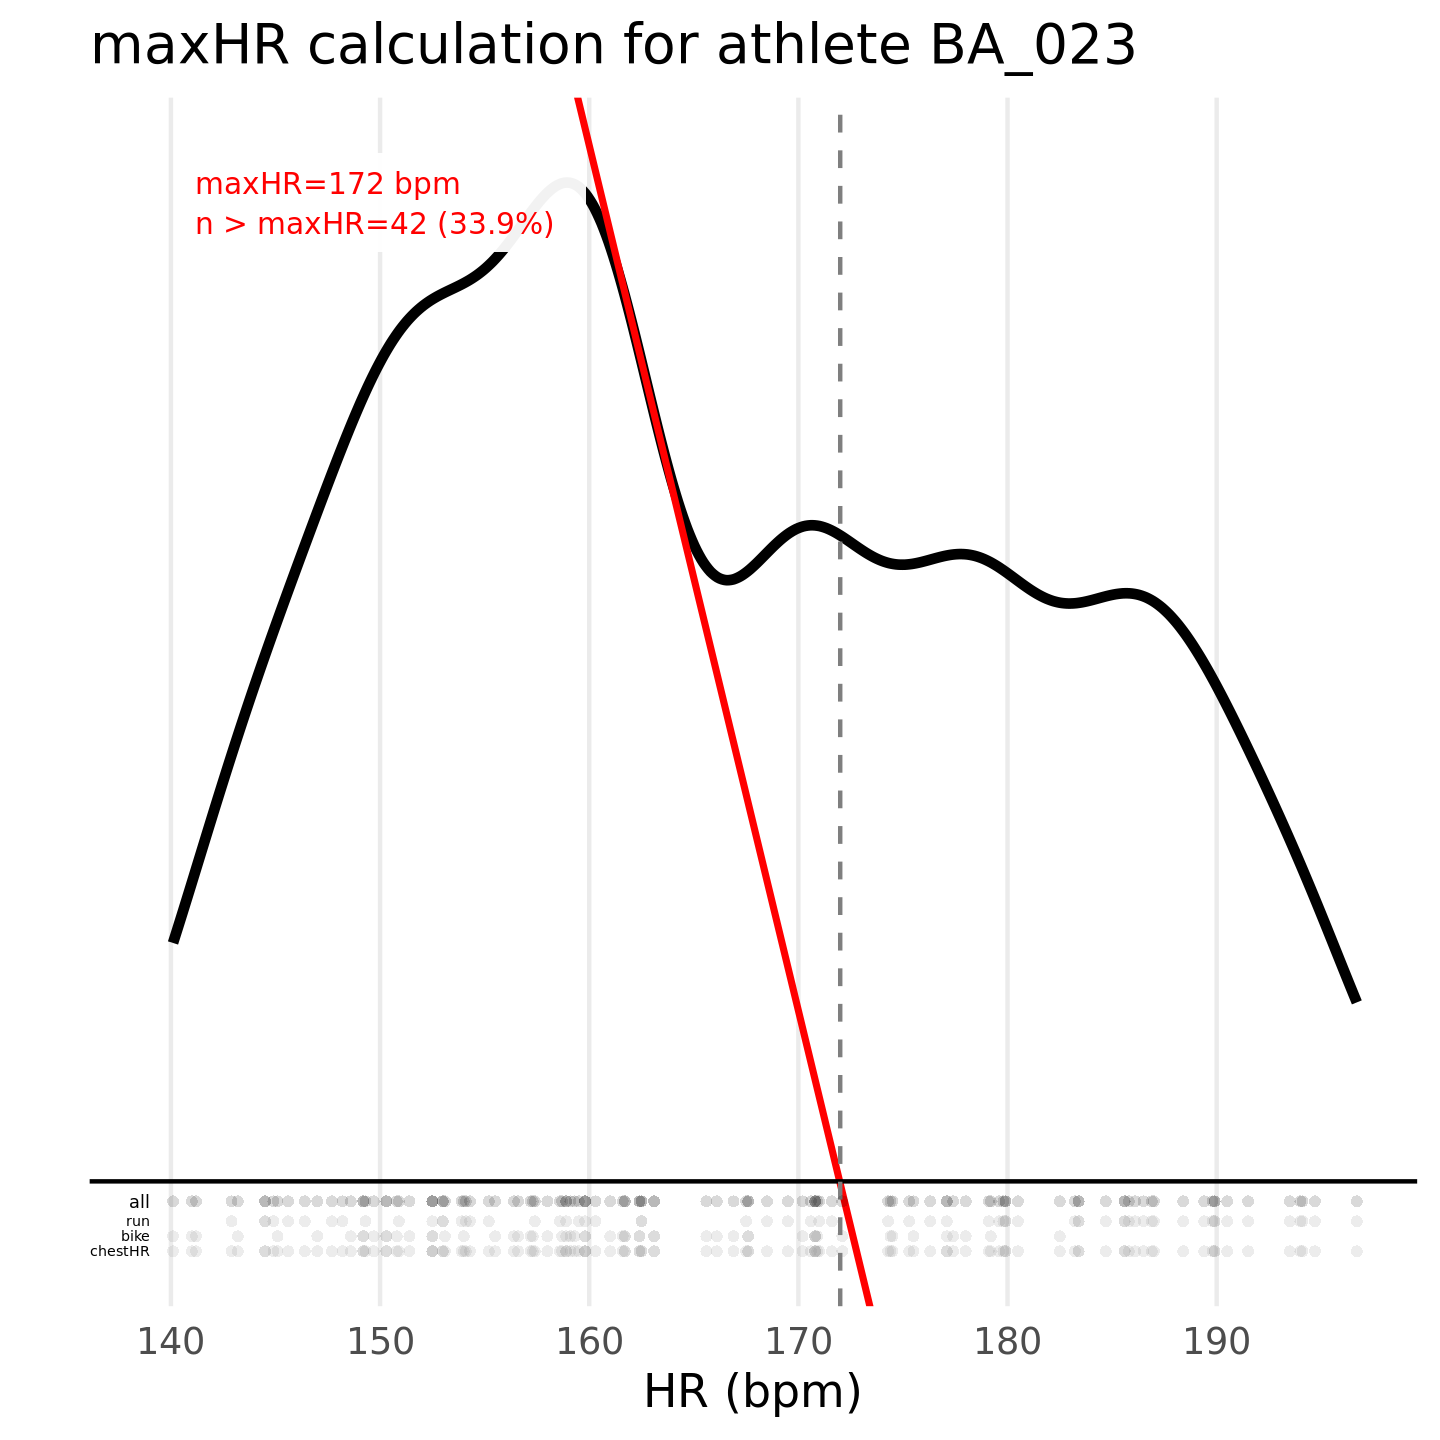 maxHR calculation for athlete BA_023
maxHR=172 bpm
n > maxHR=42 (33.9%)
all
run
bike
chestHR
140 150 160 170 180 190
HR (bpm)